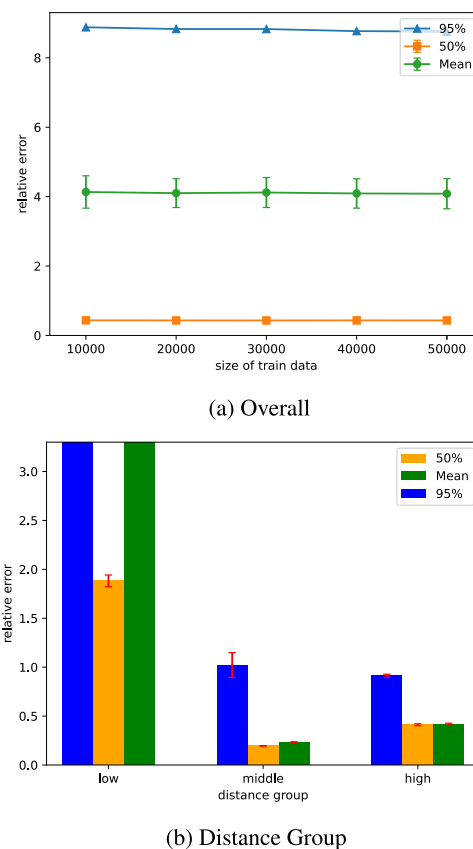 95%
50%
Mean
8
6
4
2
0
relative error
10000 20000 30000 40000 50000
size of train data
(a) Overall
50%
Mean
95%
3.0
2.5
2.0
1.5
1.0
0.5
0.0
relative error
low middle high
distance group
(b) Distance Group